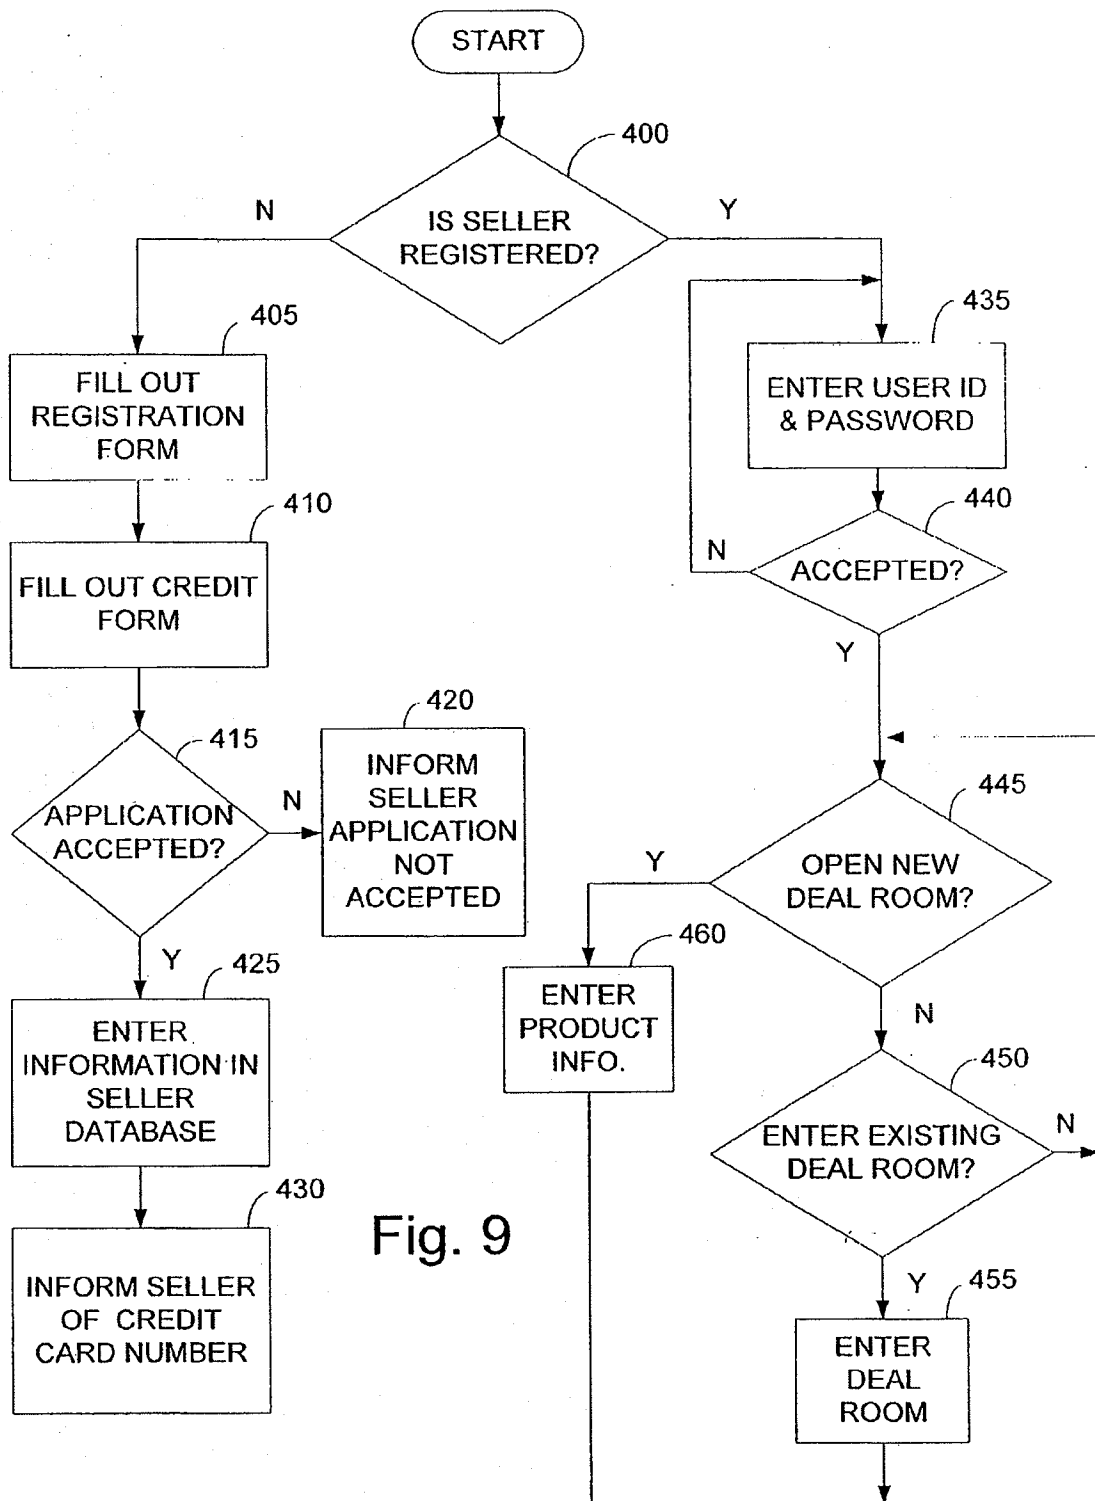 START
400
N
Y
IS SELLER
REGISTERED?
405
FILL OUT
REGISTRATION
FORM
435
ENTER USER ID
& PASSWORD
410
FILL OUT CREDIT
FORM
440
N
ACCEPTED?
Y
415
APPLICATION
ACCEPTED?
N
420
INFORM
SELLER
APPLICATION
NOT
ACCEPTED
445
Y
OPEN NEW
DEAL ROOM?
Y
425
ENTER
INFORMATION IN
SELLER
DATABASE
460
ENTER
PRODUCT
INFO.
N
450
ENTER EXISTING
DEAL ROOM?
N
430
INFORM SELLER
OF CREDIT
CARD NUMBER
Fig. 9
Y
455
ENTER
DEAL
ROOM